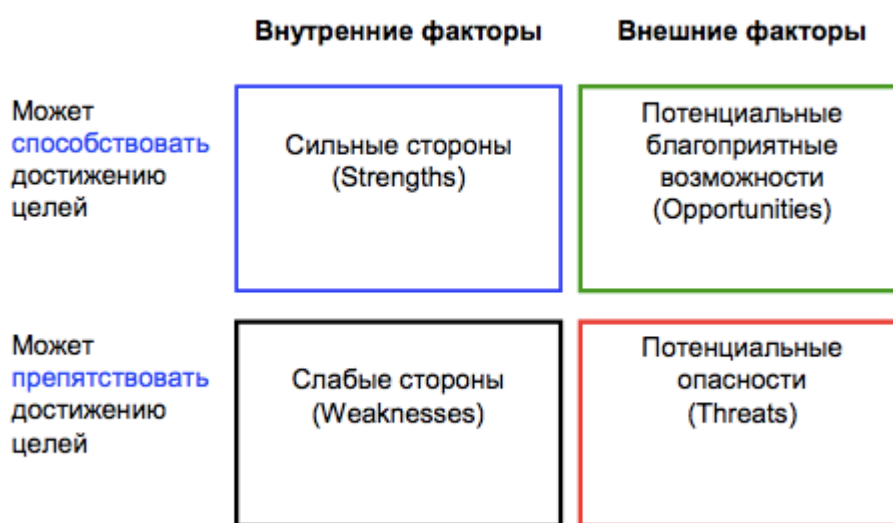 Внутренние факторы
Внешние факторы
Может
способствовать
достижению
целей
Сильные стороны
(Strengths)
Потенциальные
благоприятные
возможности
(Opportunities)
Может
препятствовать
достижению
целей
Слабые стороны
(Weaknesses)
Потенциальные
опасности
(Threats)